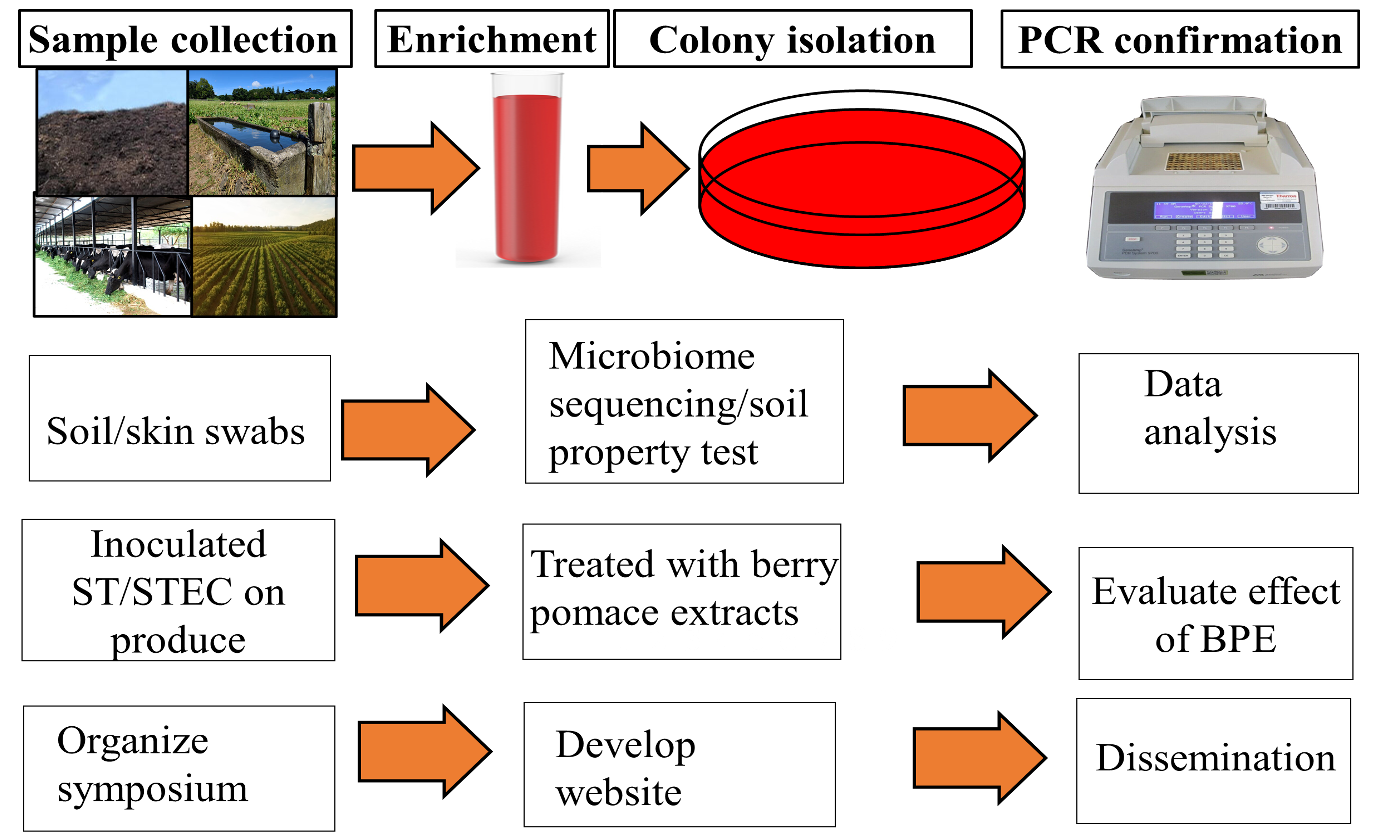 Sample collection
Enrichment
Colony isolation
PCR confirmation
Soil/skin swabs
Microbiome
sequencing/soil
property test
Data
analysis
Inoculated
ST/STEC on
produce
Treated with berry
pomace extracts
Evaluate effect
of BPE
Organize
symposium
Develop
website
Dissemination